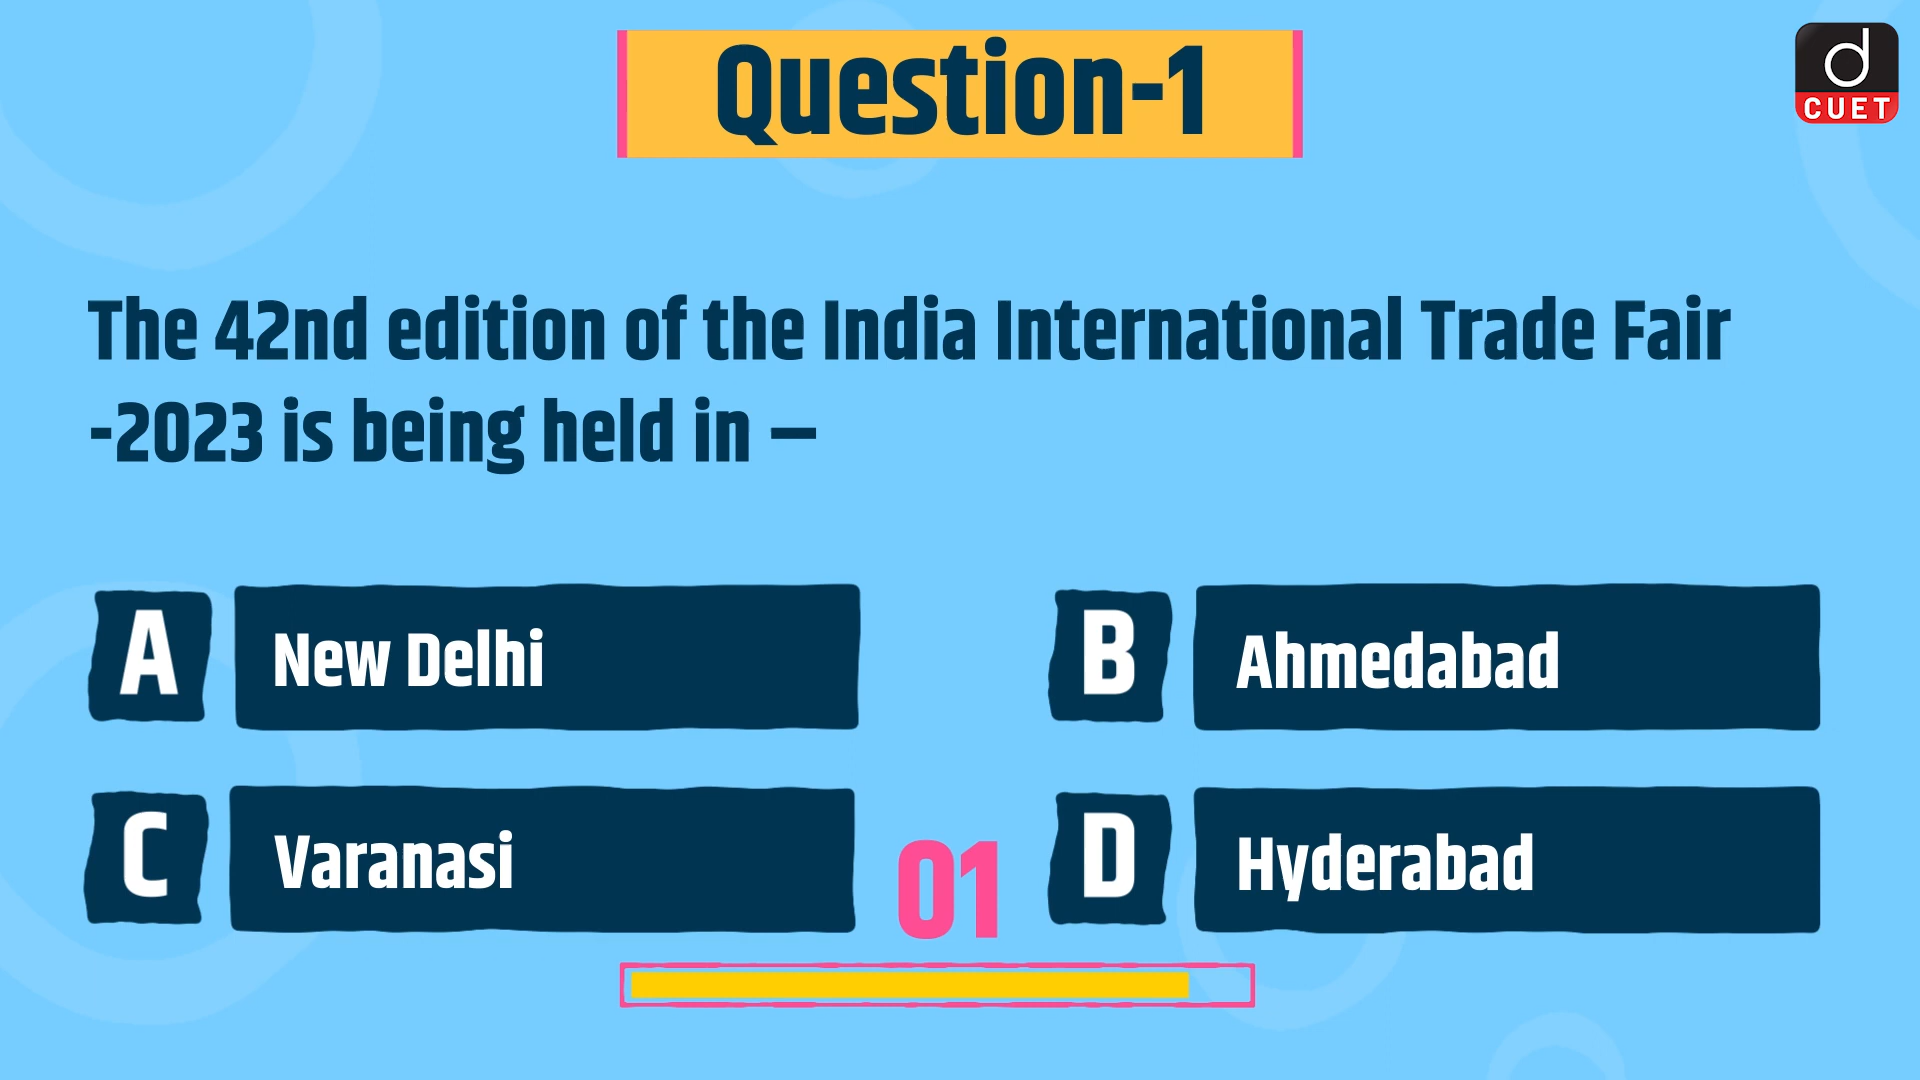 Question-1
d
CUET
The 42nd edition of the India International Trade Fair
-2023 is being held in –
A
New Delhi
B
Ahmedabad
C
Varanasi
D
Hyderabad
01